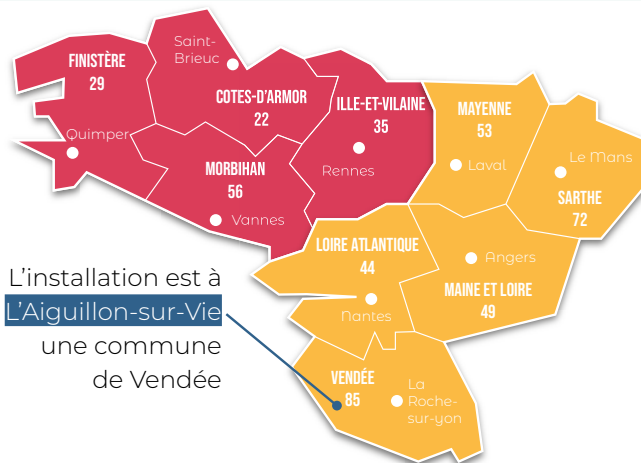 Saint-
Brieuc
FINISTÈRE
29
COTES-D'ARMOR
22
ILLE-ET-VILAINE
35
MAYENNE
53
Quimper
Rennes
Laval
Le Mans
MORBIHAN
56
SARTHE
72
Vannes
LOIRE ATLANTIQUE
44
Angers
MAINE ET LOIRE
49
Nantes
L'installation est à
L'Aiguillon-sur-Vie
une commune
de Vendée
VENDÉE
85
La
Roche-
sur-yon